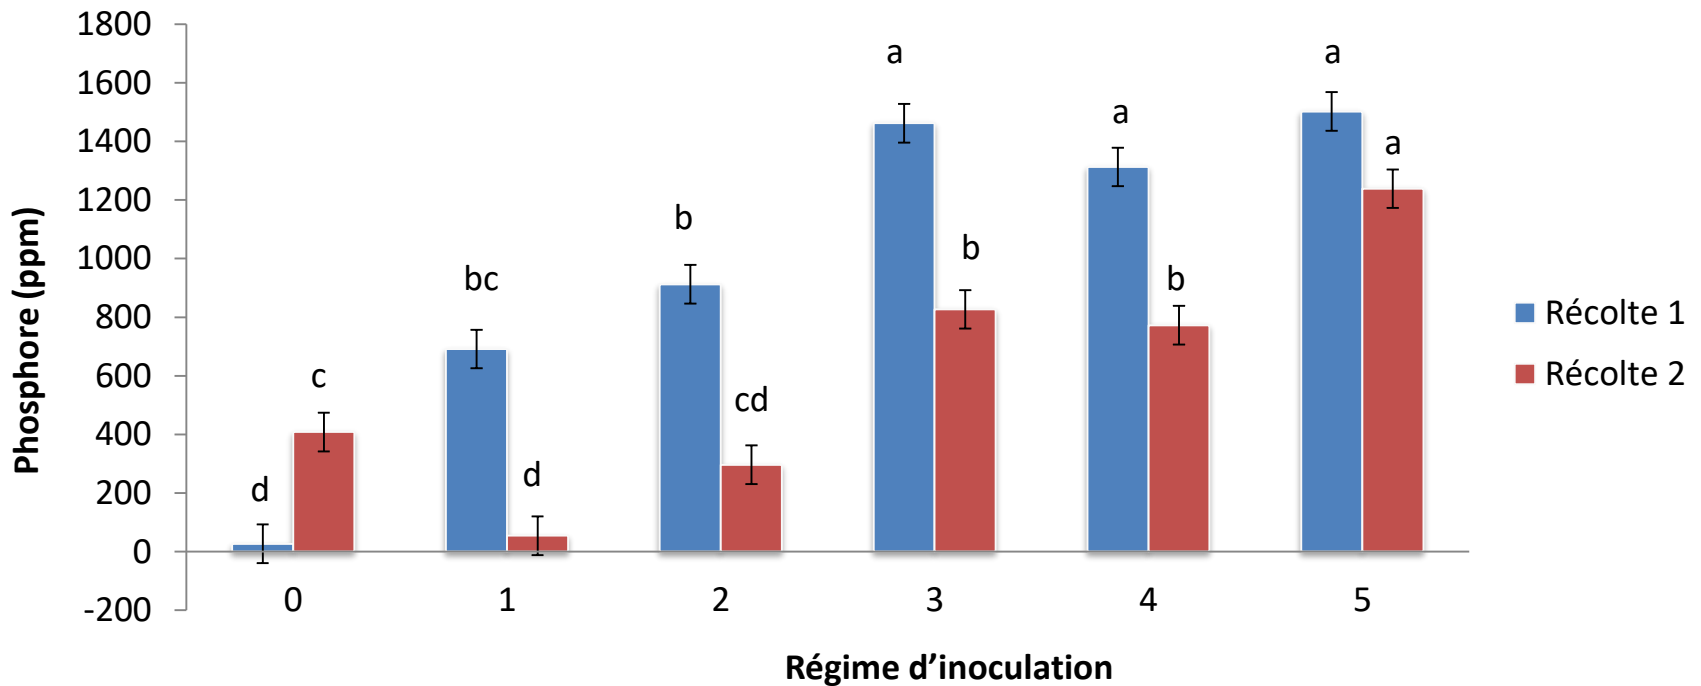 1800
1600
1400
1200
1000
800
600
400
200
0
-200
Phosphore (ppm)
d
c
bc
d
b
cd
a
b
a
b
a
a
0 1 2 3 4 5
Régime d’inoculation
Récolte 1
Récolte 2